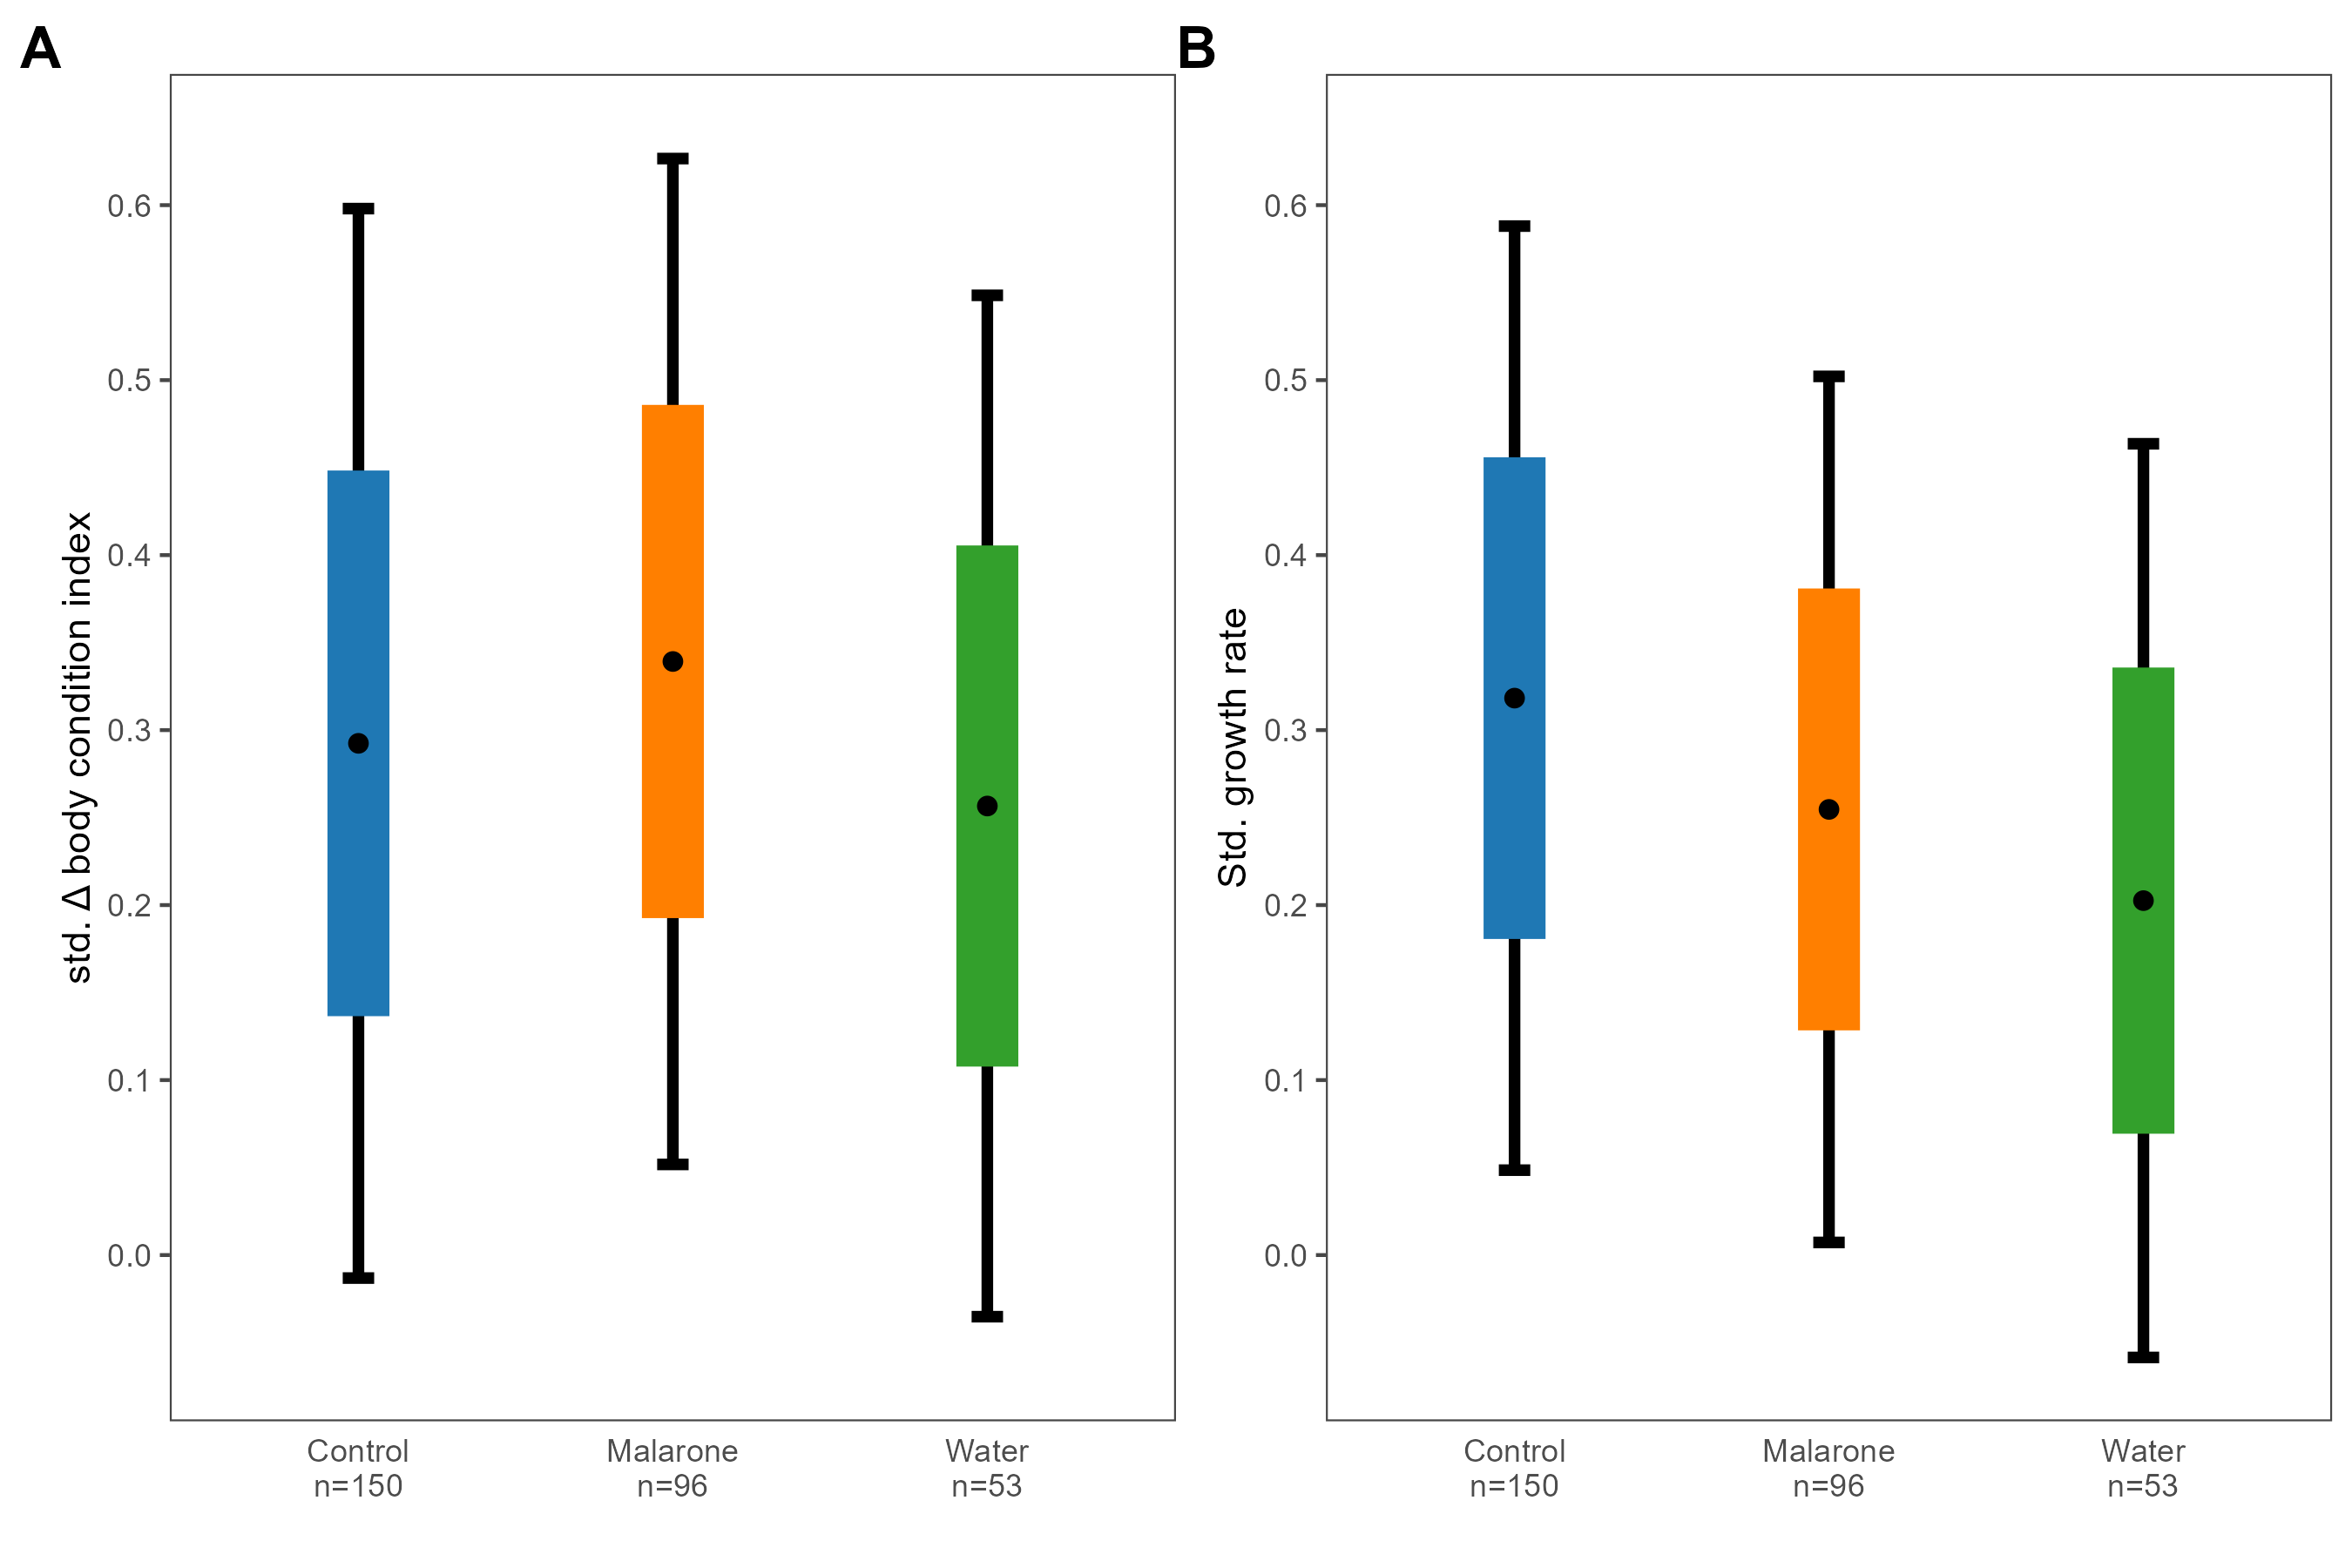 A
std. Δ body condition index
0.6
0.5
0.4
0.3
0.2
0.1
0.0
Control
n=150
Malarone
n=96
Water
n=53
B
Std. growth rate
0.6
0.5
0.4
0.3
0.2
0.1
0.0
Control
n=150
Malarone
n=96
Water
n=53